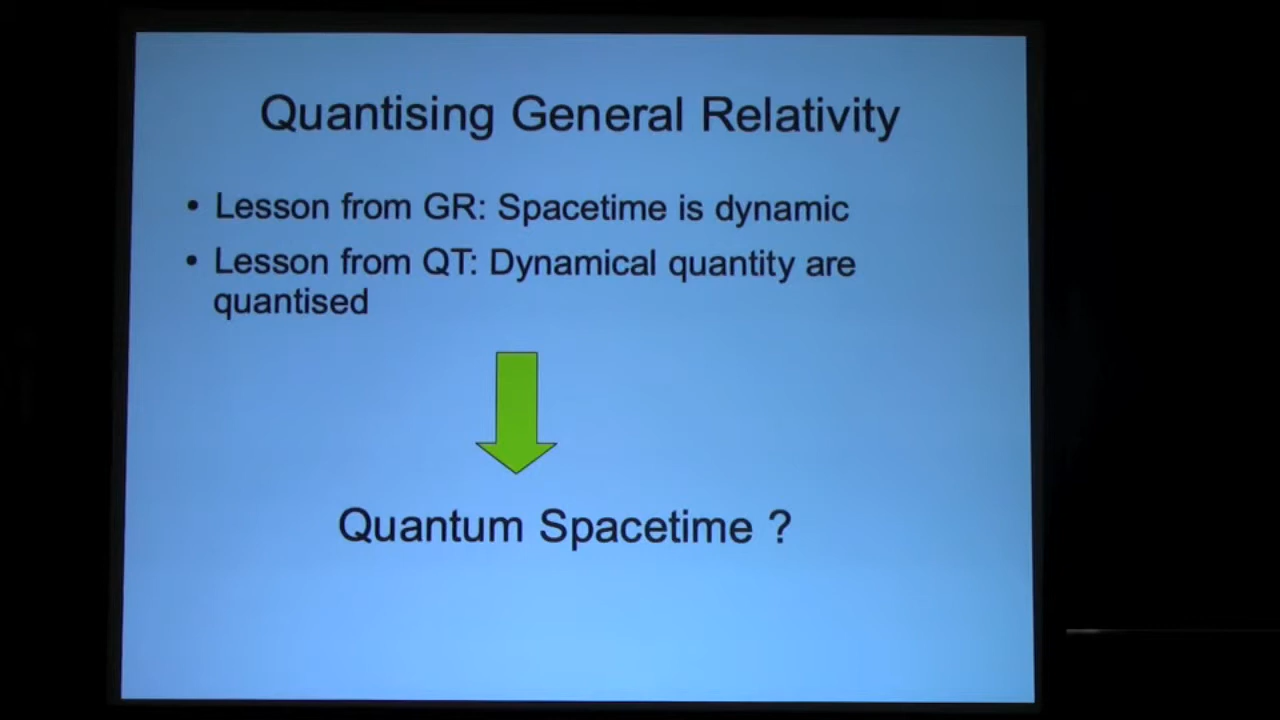 Quantising General Relativity
• Lesson from GR: Spacetime is dynamic
• Lesson from QT: Dynamical quantity are
quantised
Quantum Spacetime ?